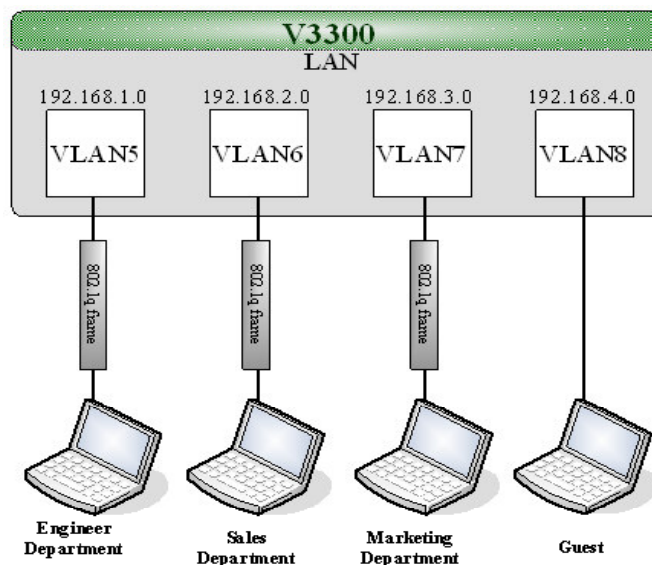 V3300
LAN
192.168.1.0 192.168.2.0 192.168.3.0 192.168.4.0
VLAN5 VLAN6 VLAN7 VLAN8
802.1q frame 802.1q frame 802.1q frame
Engineer Department
Sales Department
Marketing Department
Guest